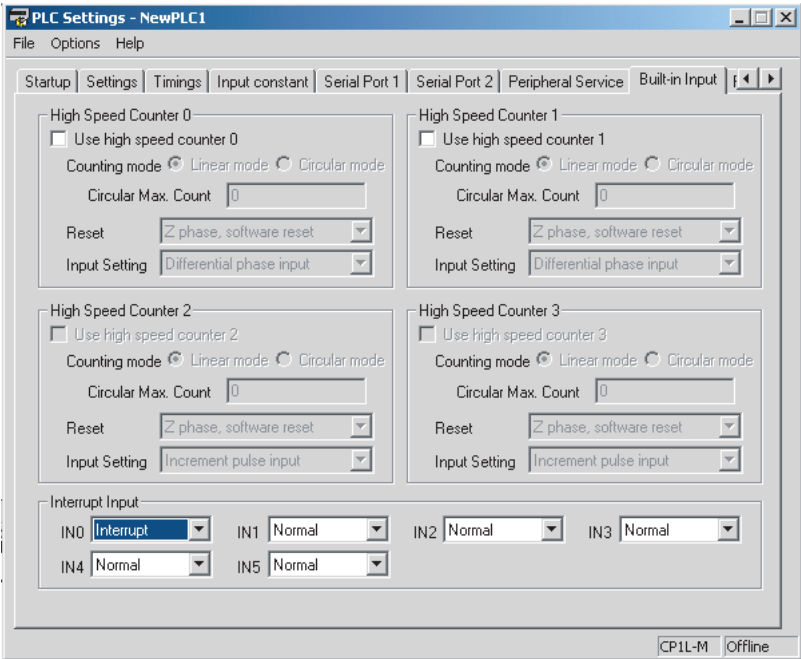 PLC Settings - NewPLC1
File Options Help
Startup Settings Timings Input constant Serial Port 1 Serial Port 2 Peripheral Service Built-in Input
High Speed Counter 0
Use high speed counter 0
Counting mode Linear mode Circular mode
Circular Max. Count 0
Reset Z phase, software reset
Input Setting Differential phase input
High Speed Counter 1
Use high speed counter 1
Counting mode Linear mode Circular mode
Circular Max. Count 0
Reset Z phase, software reset
Input Setting Differential phase input
High Speed Counter 2
Use high speed counter 2
Counting mode Linear mode Circular mode
Circular Max. Count 0
Reset Z phase, software reset
Input Setting Increment pulse input
High Speed Counter 3
Use high speed counter 3
Counting mode Linear mode Circular mode
Circular Max. Count 0
Reset Z phase, software reset
Input Setting Increment pulse input
Interrupt Input
IN0 Interrupt IN1 Normal IN2 Normal IN3 Normal
IN4 Normal IN5 Normal
CP1L-M Offline